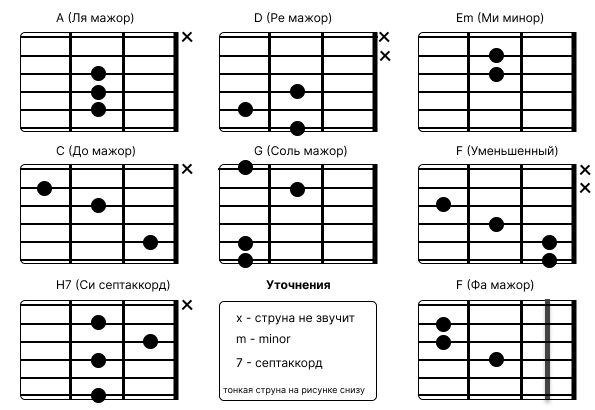 A (Ля мажор)
D (Ре мажор)
Em (Ми минор)
×
×
×
C (До мажор)
G (Соль мажор)
F (Уменьшенный)
×
×
×
H7 (Си септаккорд)
Уточнения
F (Фа мажор)
×
x - струна не звучит
m - minor
7 - септаккорд
тонкая струна на рисунке снизу